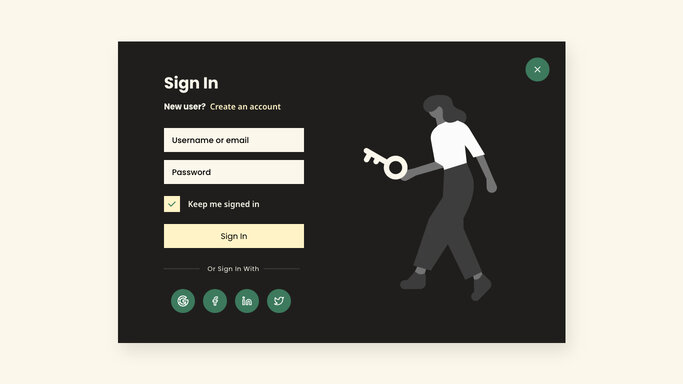 Sign In
New user? Create an account
Username or email
Password
Keep me signed in
Sign In
Or Sign In With